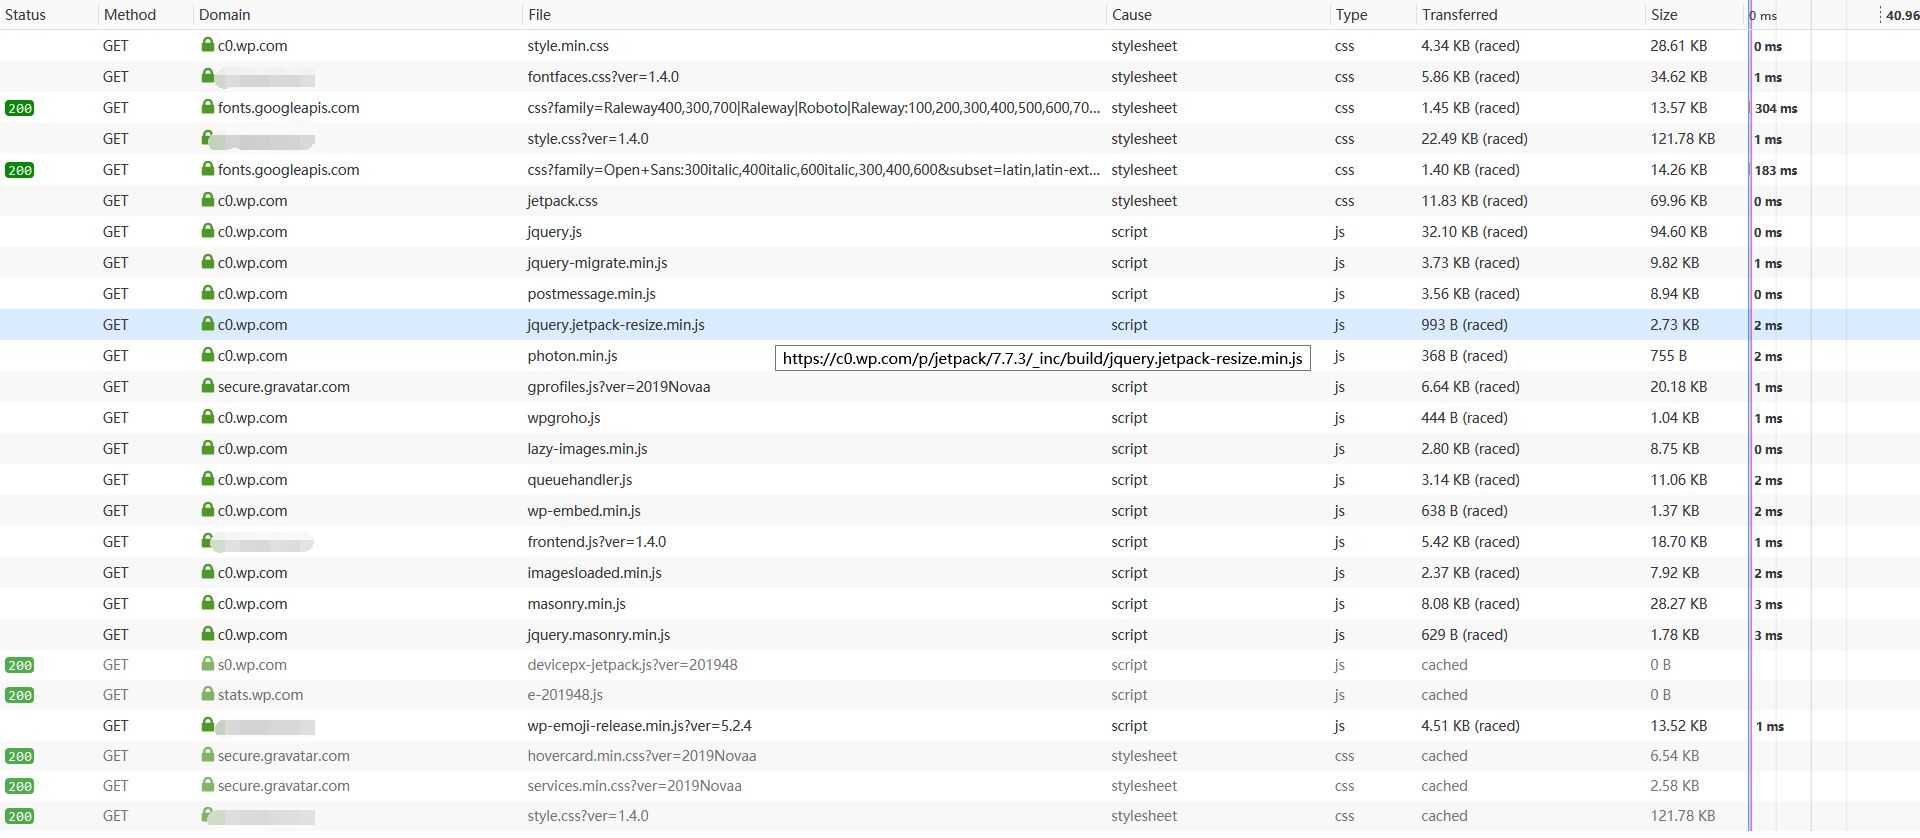 Status Method Domain File Cause Type Transferred Size 0 ms 40.96
GET c0.wp.com style.min.css stylesheet css 4.34 KB (raced) 28.61 KB 0 ms
GET fontfaces.css?ver=1.4.0 stylesheet css 5.86 KB (raced) 34.62 KB 1 ms
200 GET fonts.googleapis.com css?family=Raleway400,300,700|Raleway|Roboto|Raleway:100,200,300,400,500,600,70... stylesheet css 1.45 KB (raced) 13.57 KB 304 ms
GET style.css?ver=1.4.0 stylesheet css 22.49 KB (raced) 121.78 KB 1 ms
200 GET fonts.googleapis.com css?family=Open+Sans:300italic,400italic,600italic,300,400,600&subset=latin,latin-ext... stylesheet css 1.40 KB (raced) 14.26 KB 183 ms
GET c0.wp.com jetpack.css stylesheet css 11.83 KB (raced) 69.96 KB 0 ms
GET c0.wp.com jquery.js script js 32.10 KB (raced) 94.60 KB 0 ms
GET c0.wp.com jquery-migrate.min.js script js 3.73 KB (raced) 9.82 KB 1 ms
GET c0.wp.com postmessage.min.js script js 3.56 KB (raced) 8.94 KB 0 ms
GET c0.wp.com jquery.jetpack-resize.min.js script js 993 B (raced) 2.73 KB 2 ms
GET c0.wp.com photon.min.js https://c0.wp.com/p/jetpack/7.7.3/_inc/build/jquery.jetpack-resize.min.js js 368 B (raced) 755 B 2 ms
GET secure.gravatar.com gprofiles.js?ver=2019Novaa script js 6.64 KB (raced) 20.18 KB 1 ms
GET c0.wp.com wpgroho.js script js 444 B (raced) 1.04 KB 1 ms
GET c0.wp.com lazy-images.min.js script js 2.80 KB (raced) 8.75 KB 0 ms
GET c0.wp.com queuehandler.js script js 3.14 KB (raced) 11.06 KB 2 ms
GET c0.wp.com wp-embed.min.js script js 638 B (raced) 1.37 KB 2 ms
GET frontend.js?ver=1.4.0 script js 5.42 KB (raced) 18.70 KB 1 ms
GET c0.wp.com imagesloaded.min.js script js 2.37 KB (raced) 7.92 KB 2 ms
GET c0.wp.com masonry.min.js script js 8.08 KB (raced) 28.27 KB 3 ms
GET c0.wp.com jquery.masonry.min.js script js 629 B (raced) 1.78 KB 3 ms
200 GET s0.wp.com devicepx-jetpack.js?ver=201948 script js cached 0 B
200 GET stats.wp.com e-201948.js script js cached 0 B
GET wp-emoji-release.min.js?ver=5.2.4 script js 4.51 KB (raced) 13.52 KB 1 ms
200 GET secure.gravatar.com hovercard.min.css?ver=2019Novaa stylesheet css cached 6.54 KB
200 GET secure.gravatar.com services.min.css?ver=2019Novaa stylesheet css cached 2.58 KB
200 GET style.css?ver=1.4.0 stylesheet css cached 121.78 KB